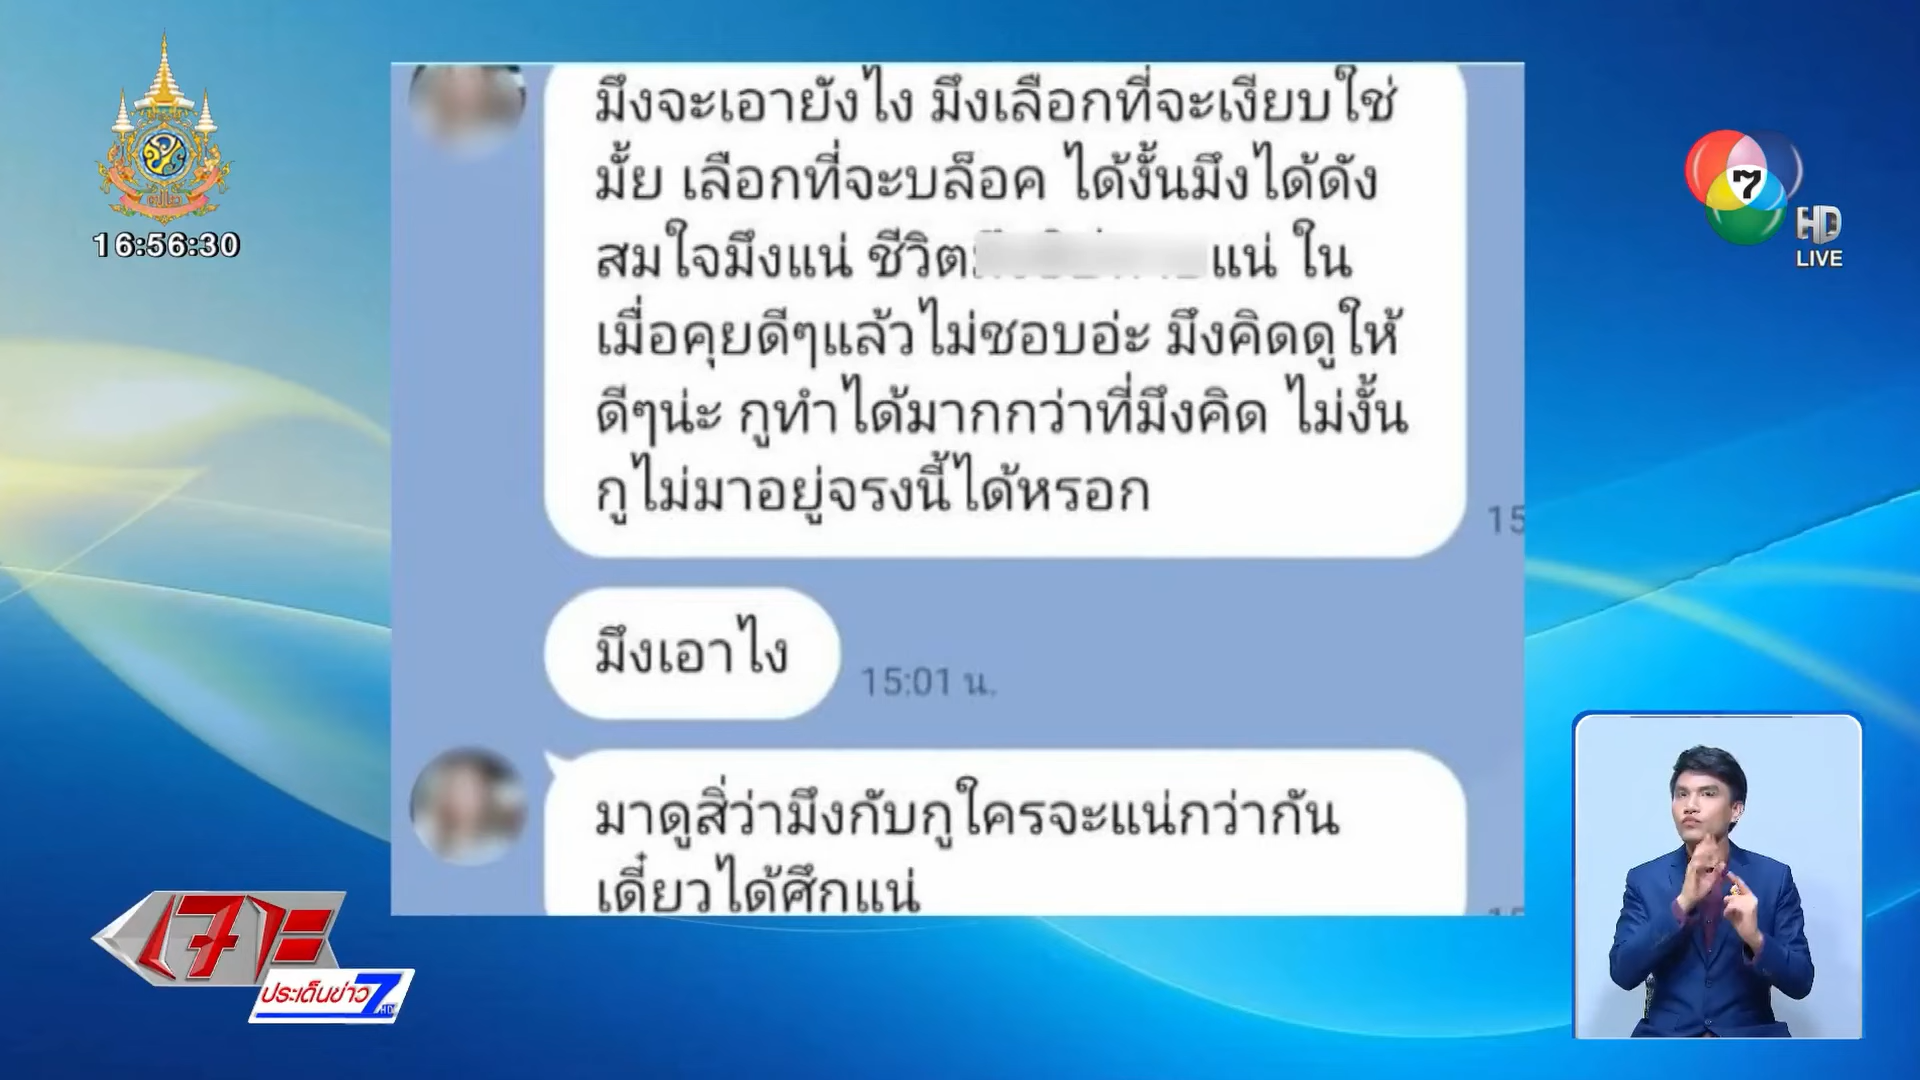 มึงจะเอายังไง มึงเลือกที่จะเงียบใช่
มั้ย เลือกที่จะบล็อค ได้งั้นมึงได้ดัง
สมใจมึงแน่ ชีวิต แน่ ใน
เมื่อคุยดีๆแล้วไม่ชอบอ่ะ มึงคิดดูให้
ดีๆน่ะ กูทำได้มากกว่าที่มึงคิด ไม่งั้น
กูไม่มาอยู่จรงนี้ได้หรอก
15
มึงเอาไง
15:01 น.
มาดูสิ่ว่ามึงกับกูใครจะแน่กว่ากัน
เดี๋ยวได้ศึกแน่
16:56:30
7
HD
LIVE
เจาะ
ประเด็นข่าว 7
HD